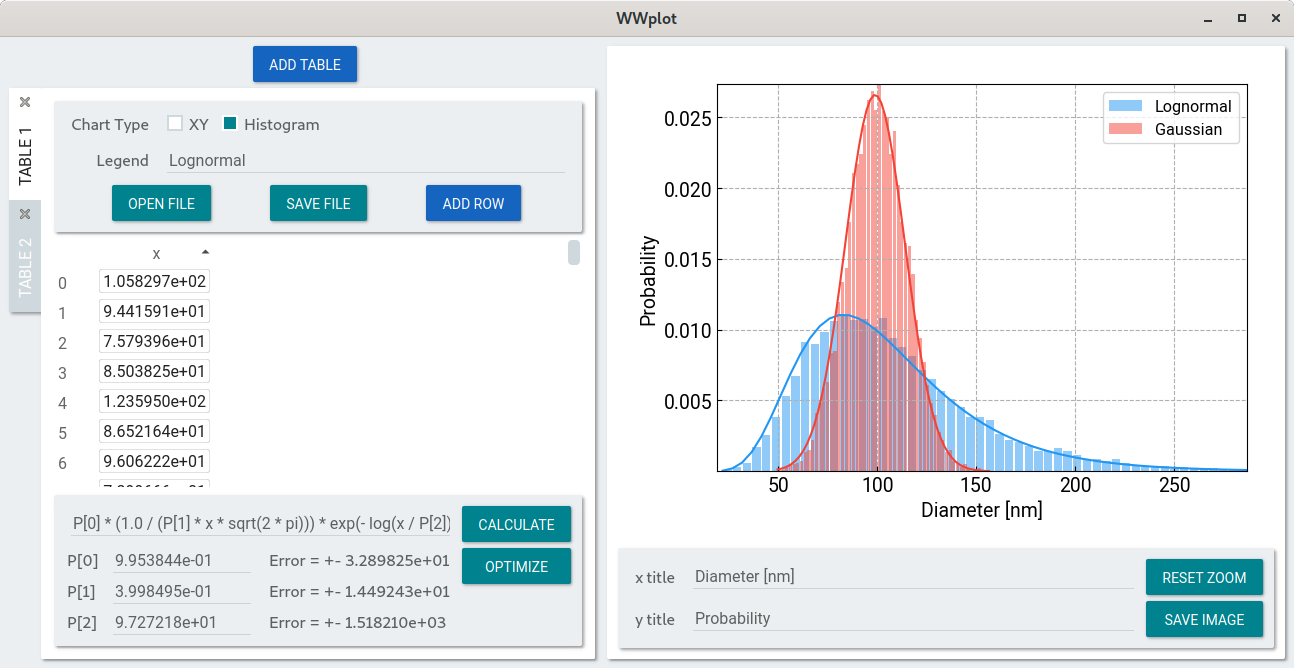 WWplot
ADD TABLE
TABLE 1
TABLE 2
Chart Type XY Histogram
Legend Lognormal
OPEN FILE SAVE FILE ADD ROW
x
0 1.058297e+02
1 9.441591e+01
2 7.579396e+01
3 8.503825e+01
4 1.235950e+02
5 8.652164e+01
6 9.606222e+01
P[0] * (1.0 / (P[1] * x * sqrt(2 * pi))) * exp(- log(x / P[2]) CALCULATE
P[0] 9.953844e-01 Error = +- 3.289825e+01 OPTIMIZE
P[1] 3.998495e-01 Error = +- 1.449243e+01
P[2] 9.727218e+01 Error = +- 1.518210e+03
Lognormal
Gaussian
Probability
0.025
0.020
0.015
0.010
0.005
50 100 150 200 250
Diameter [nm]
x title Diameter [nm] RESET ZOOM
y title Probability SAVE IMAGE